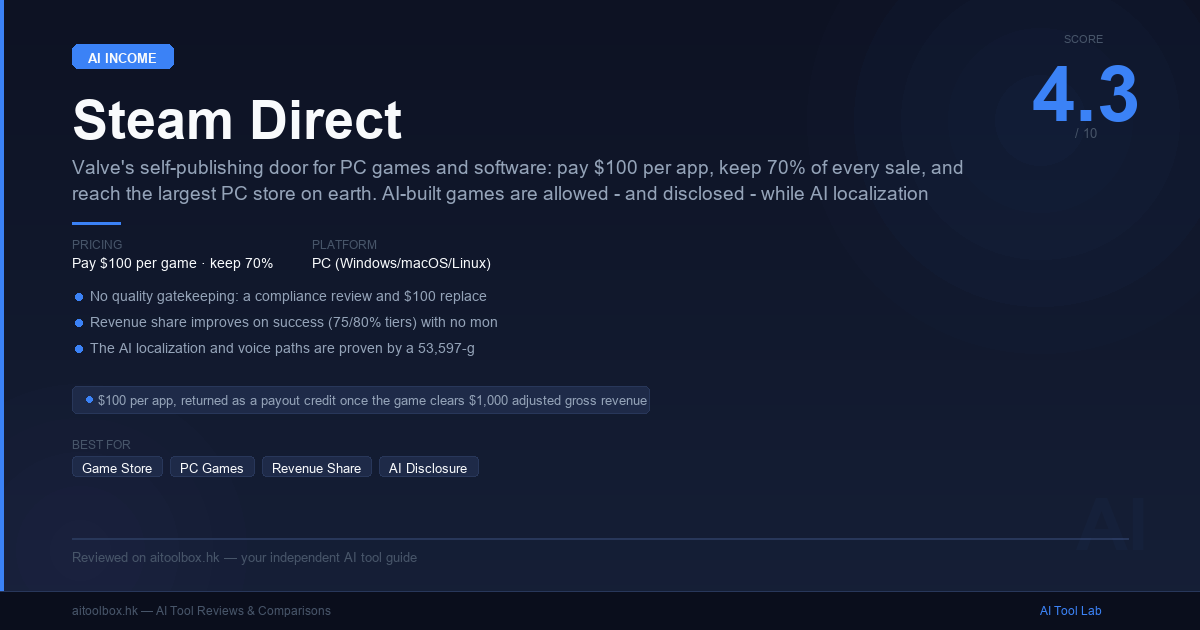 AI INCOME
SCORE
4.3
/ 10
Steam Direct
Valve's self-publishing door for PC games and software: pay $100 per app, keep 70% of every sale, and
reach the largest PC store on earth. AI-built games are allowed - and disclosed - while AI localization
PRICING
PLATFORM
Pay $100 per game · keep 70%
PC (Windows/macOS/Linux)
No quality gatekeeping: a compliance review and $100 replace
Revenue share improves on success (75/80% tiers) with no mon
The AI localization and voice paths are proven by a 53,597-g
$100 per app, returned as a payout credit once the game clears $1,000 adjusted gross revenue
BEST FOR
Game Store
PC Games
Revenue Share
AI Disclosure
AI
Reviewed on aitoolbox.hk — your independent AI tool guide
aitoolbox.hk — AI Tool Reviews & Comparisons
AI Tool Lab